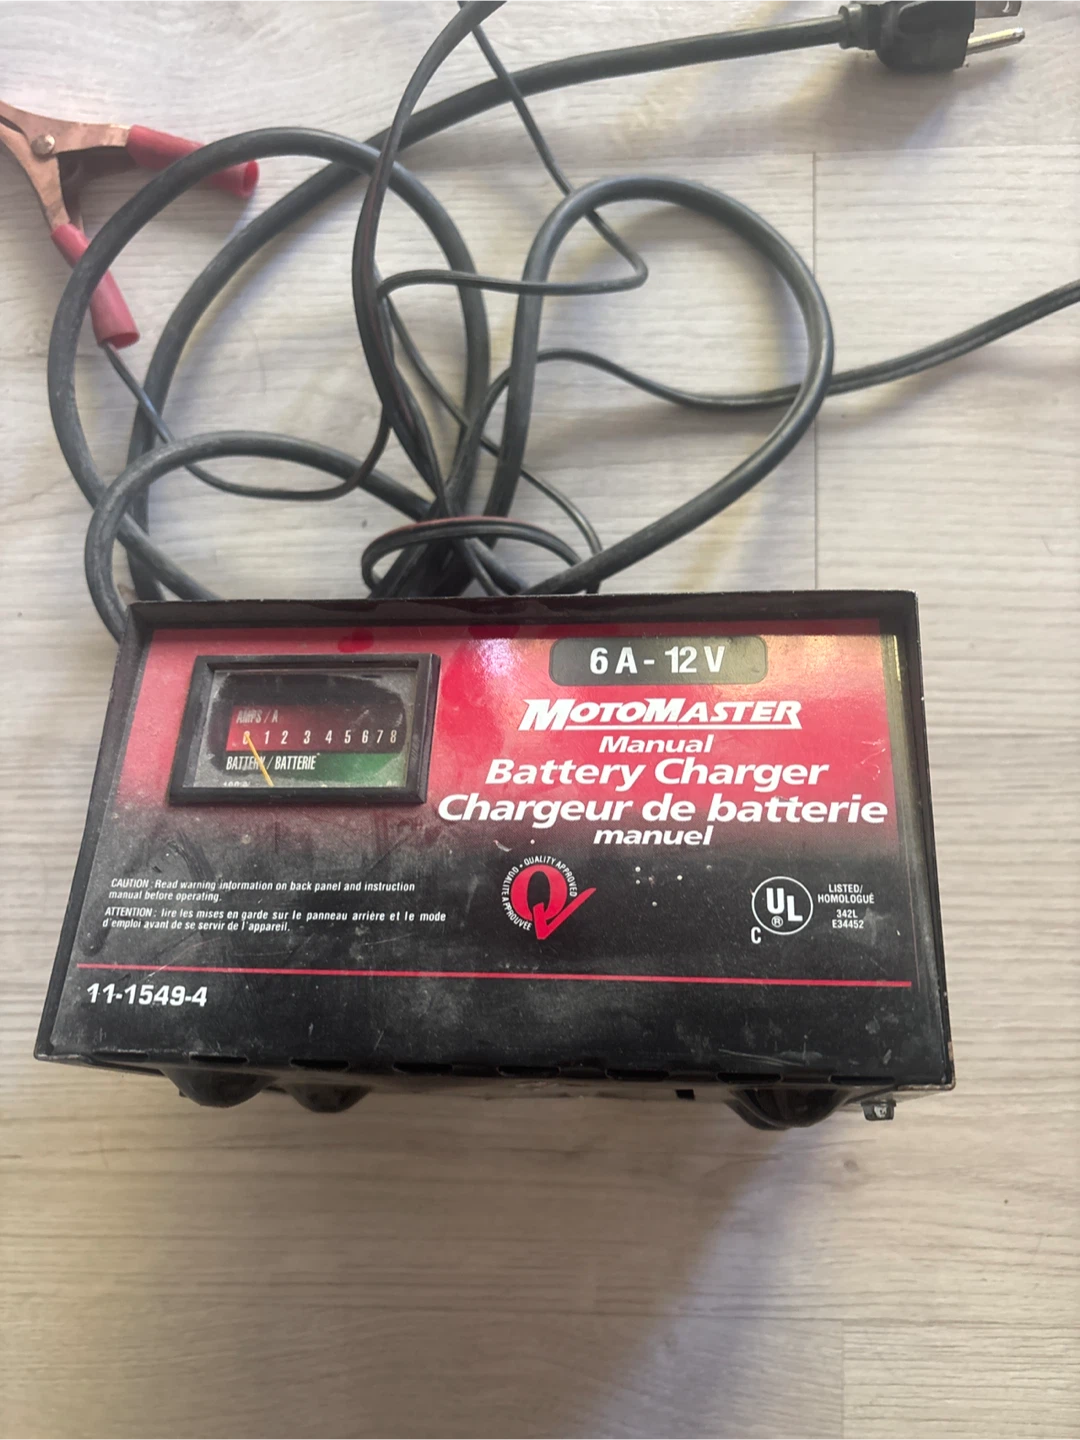 6 A - 12 V
MOTOMASTER
Manual
Battery Charger
Chargeur de batterie
manuel
AMPS / A
0 1 2 3 4 5 6 7 8
BATTERY / BATTERIE
CAUTION : Read warning information on back panel and instruction
manual before operating.
ATTENTION : lire les mises en garde sur le panneau arrière et le mode
d'emploi avant de se servir de l'appareil.
QUALITY APPROVED
QUALITÉ APPROUVÉE
Q
C UL ®
LISTED/
HOMOLOGUÉ
342L
E34452
11-1549-4